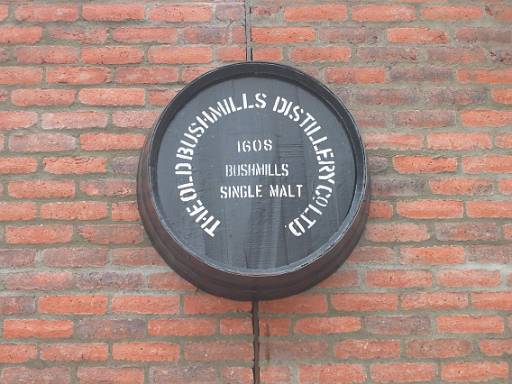 THE OLD BUSHMILLS DISTILLERY CO LTD
1608
BUSHMILLS
SINGLE MALT